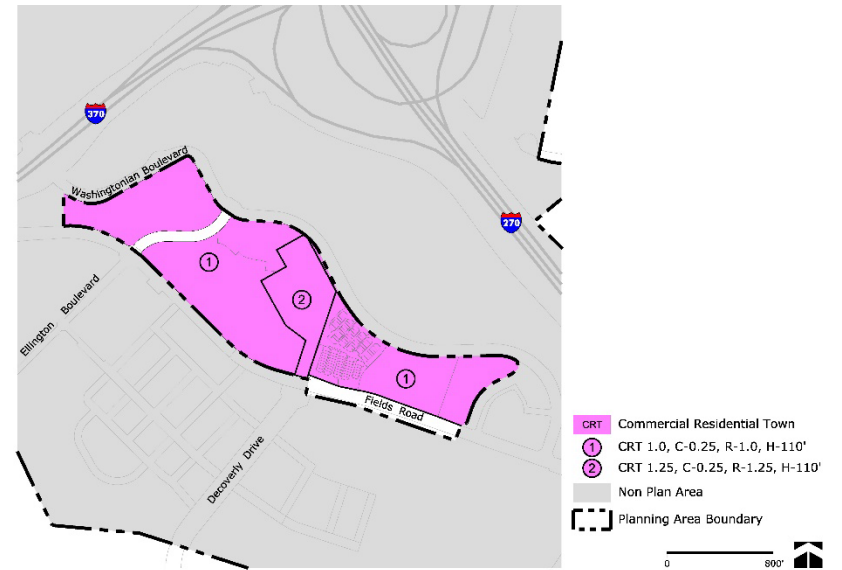 370
Washingtonian Boulevard
270
1
2
Ellington Boulevard
1
Fields Road
Decoverly Drive
CRT Commercial Residential Town
1 CRT 1.0, C-0.25, R-1.0, H-110'
2 CRT 1.25, C-0.25, R-1.25, H-110'
Non Plan Area
Planning Area Boundary
0 800'